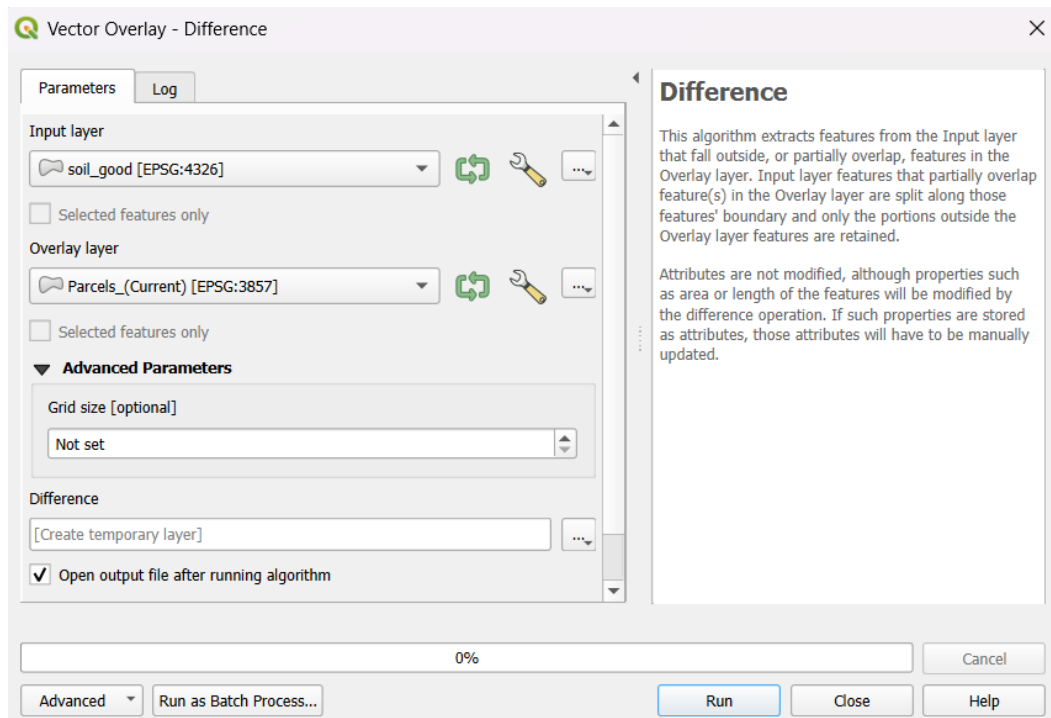 Vector Overlay - Difference
Parameters
Log
Input layer
soil_good [EPSG:4326]
...
Selected features only
Overlay layer
Parcels_(Current) [EPSG:3857]
...
Selected features only
Advanced Parameters
Grid size [optional]
Not set
Difference
[Create temporary layer]
...
Open output file after running algorithm
Difference
This algorithm extracts features from the Input layer
that fall outside, or partially overlap, features in the
Overlay layer. Input layer features that partially overlap
feature(s) in the Overlay layer are split along those
features' boundary and only the portions outside the
Overlay layer features are retained.
Attributes are not modified, although properties such
as area or length of the features will be modified by
the difference operation. If such properties are stored
as attributes, those attributes will have to be manually
updated.
0%
Cancel
Advanced
Run as Batch Process...
Run
Close
Help